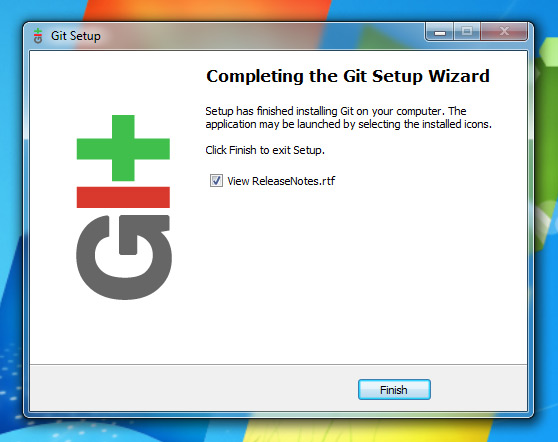 Git Setup
Completing the Git Setup Wizard
Setup has finished installing Git on your computer. The
application may be launched by selecting the installed icons.
Click Finish to exit Setup.
View ReleaseNotes.rtf
GIt
Finish